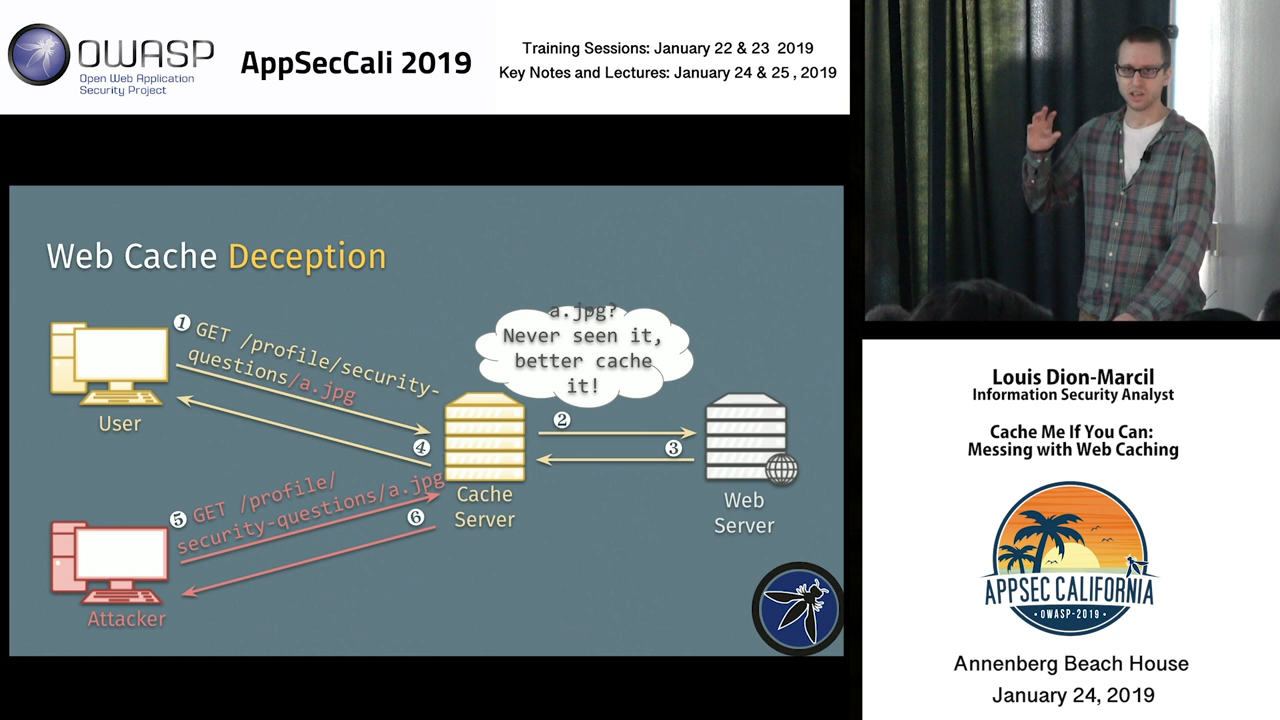 OWASP
Open Web Application
Security Project
AppSecCali 2019
Training Sessions: January 22 & 23 2019
Key Notes and Lectures: January 24 & 25 , 2019
Web Cache Deception
1
GET /profile/security-
questions/a.jpg
User
a.jpg?
Never seen it,
better cache
it!
2
3
4
Cache
Server
Web
Server
5
GET /profile/
security-questions/a.jpg
6
Attacker
Louis Dion-Marcil
Information Security Analyst
Cache Me If You Can:
Messing with Web Caching
APPSEC CALIFORNIA
· OWASP-2019 ·
Annenberg Beach House
January 24, 2019